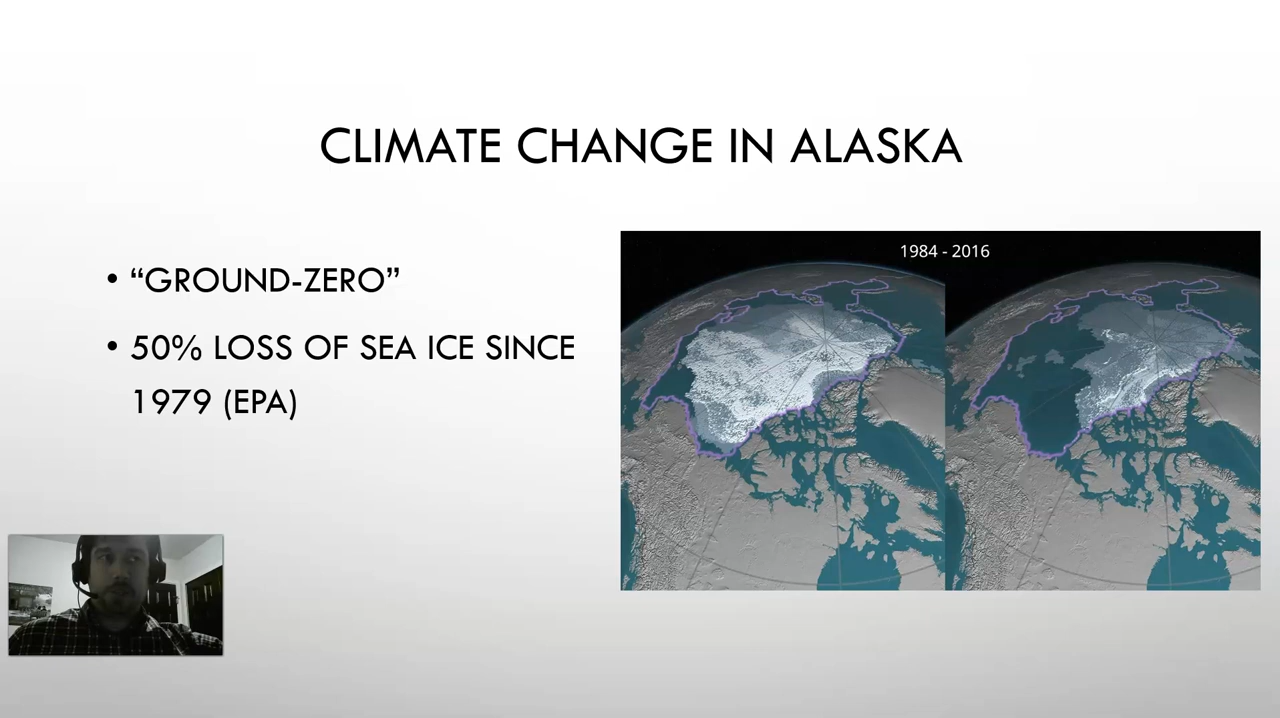 CLIMATE CHANGE IN ALASKA
• “GROUND-ZERO”
• 50% LOSS OF SEA ICE SINCE
1979 (EPA)
1984 - 2016